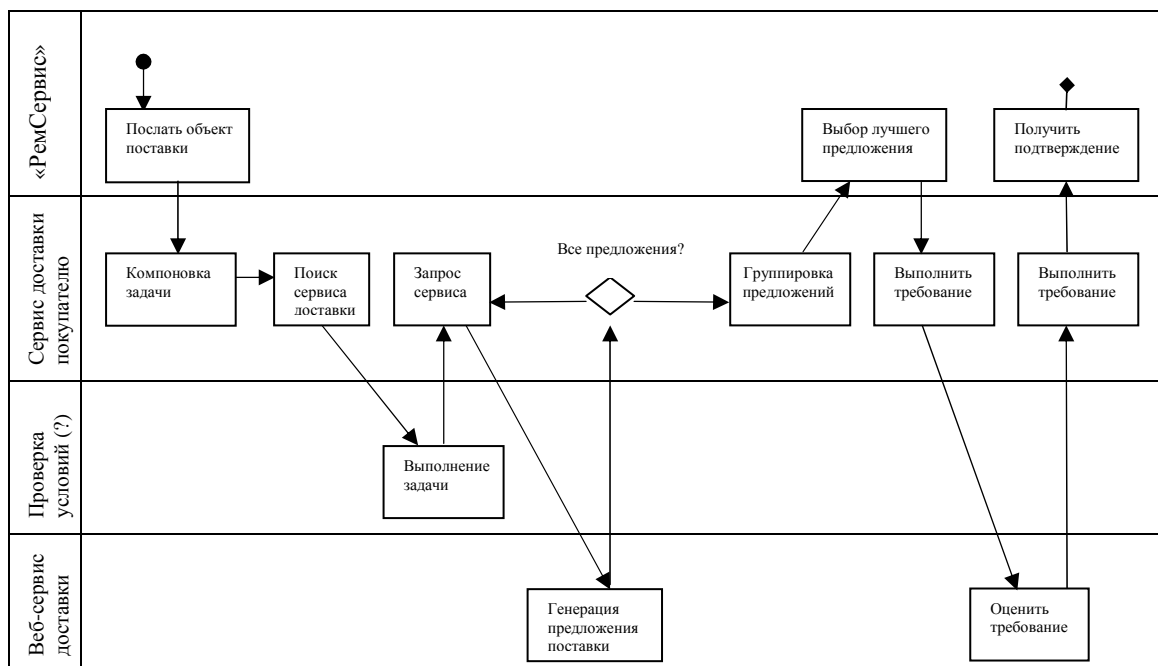 «РемСервис»
Послать объект
поставки
Выбор лучшего
предложения
Получить
подтверждение
Сервис доставки
покупателю
Все предложения?
Компоновка
задачи
Поиск
сервиса
доставки
Запрос
сервиса
Группировка
предложений
Выполнить
требование
Выполнить
требование
Проверка
условий (?)
Выполнение
задачи
Веб-сервис
доставки
Генерация
предложения
поставки
Оценить
требование